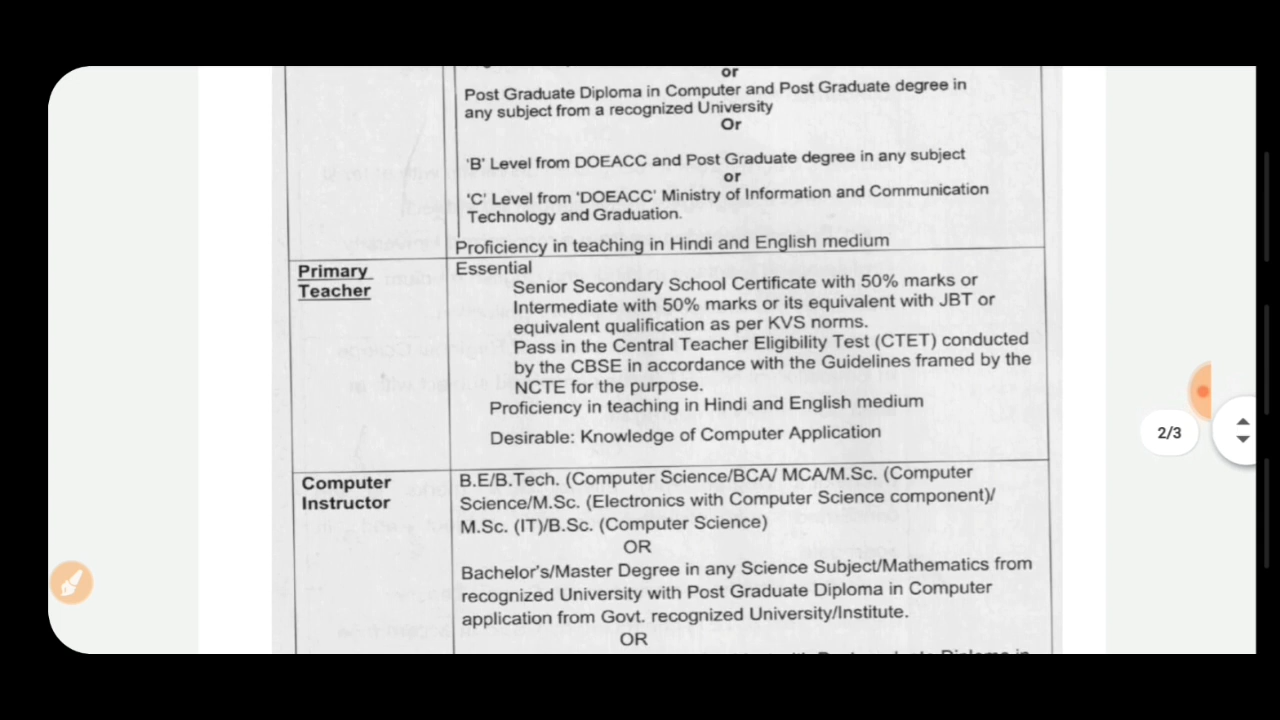 or
Post Graduate Diploma in Computer and Post Graduate degree in
any subject from a recognized University
Or
'B' Level from DOEACC and Post Graduate degree in any subject
or
'C' Level from 'DOEACC' Ministry of Information and Communication
Technology and Graduation.
Proficiency in teaching in Hindi and English medium
Primary
Teacher
Essential
Senior Secondary School Certificate with 50% marks or
Intermediate with 50% marks or its equivalent with JBT or
equivalent qualification as per KVS norms.
Pass in the Central Teacher Eligibility Test (CTET) conducted
by the CBSE in accordance with the Guidelines framed by the
NCTE for the purpose.
Proficiency in teaching in Hindi and English medium
Desirable: Knowledge of Computer Application
2/3
Computer
Instructor
B.E/B.Tech. (Computer Science/BCA/ MCA/M.Sc. (Computer
Science/M.Sc. (Electronics with Computer Science component)/
M.Sc. (IT)/B.Sc. (Computer Science)
OR
Bachelor's/Master Degree in any Science Subject/Mathematics from
recognized University with Post Graduate Diploma in Computer
application from Govt. recognized University/Institute.
OR